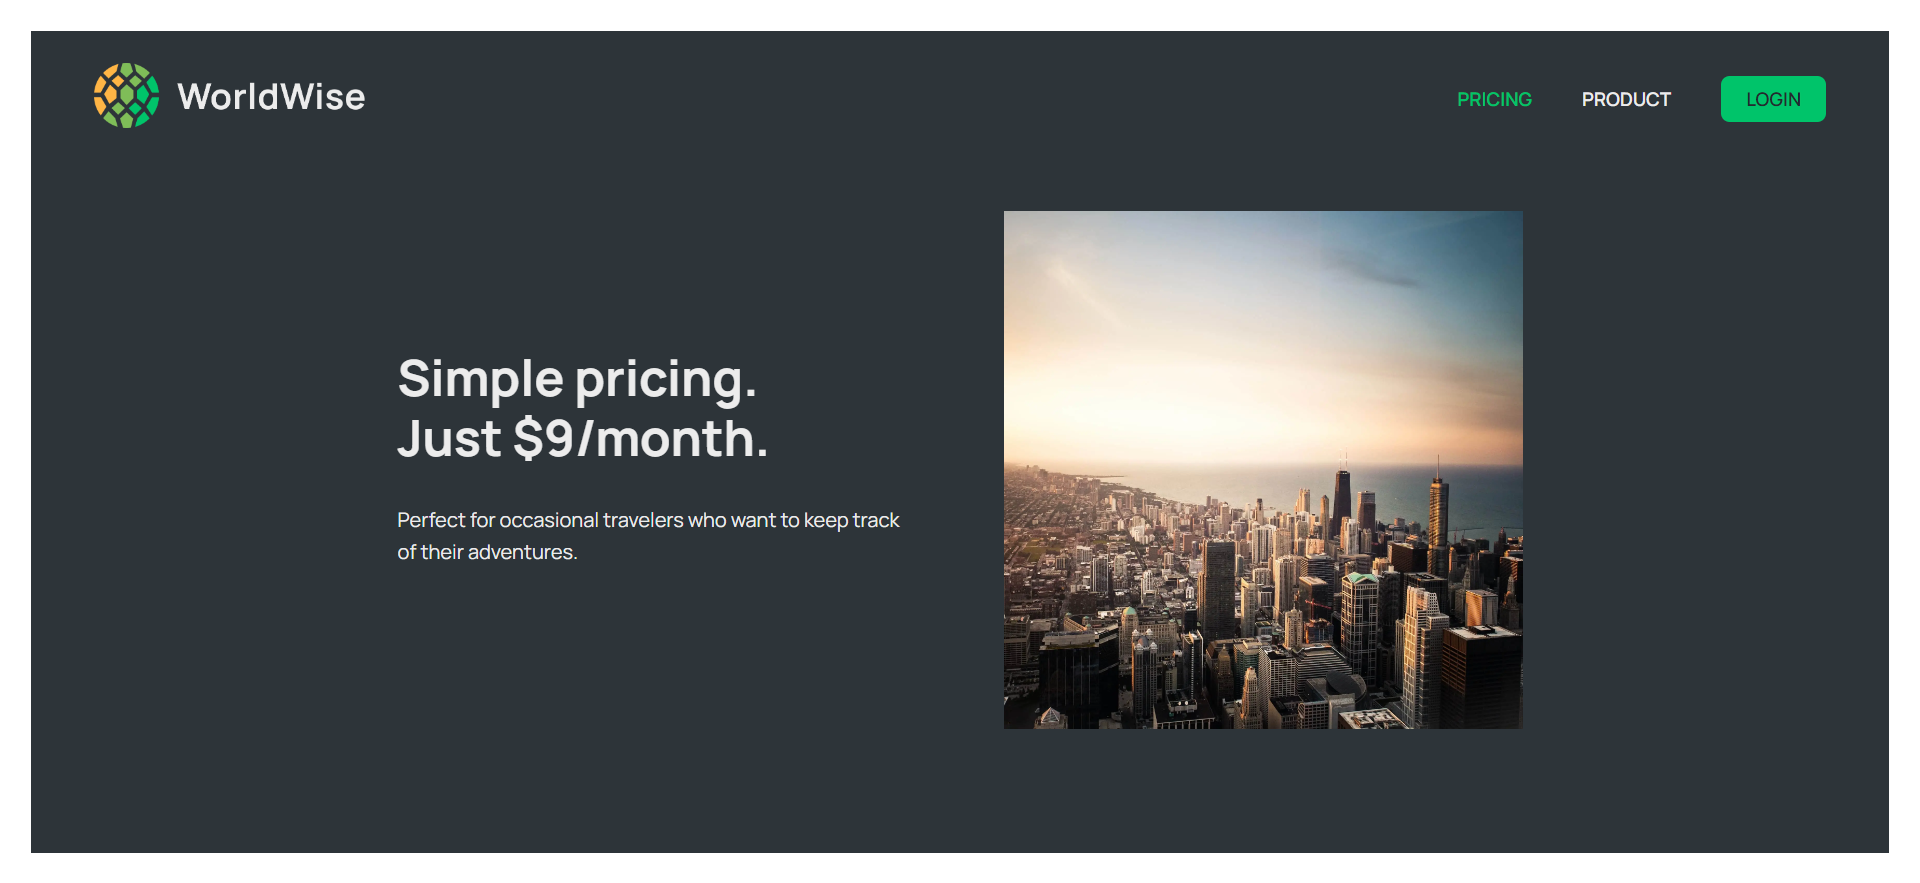 WorldWise
PRICING
PRODUCT
LOGIN
Simple pricing.
Just $9/month.
Perfect for occasional travelers who want to keep track
of their adventures.